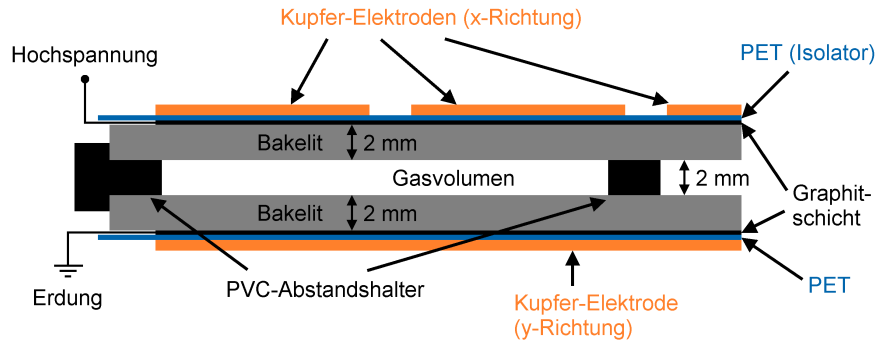 Kupfer-Elektroden (x-Richtung)
Hochspannung
PET (Isolator)
Bakelit
2 mm
Gasvolumen
2 mm
Bakelit
2 mm
Graphit-
schicht
Erdung
PVC-Abstandshalter
Kupfer-Elektrode
(y-Richtung)
PET